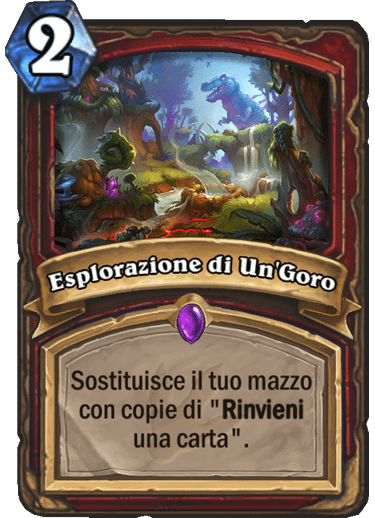 2
Esplorazione di Un'Goro
Sostituisce il tuo mazzo
con copie di "Rinvieni
una carta".